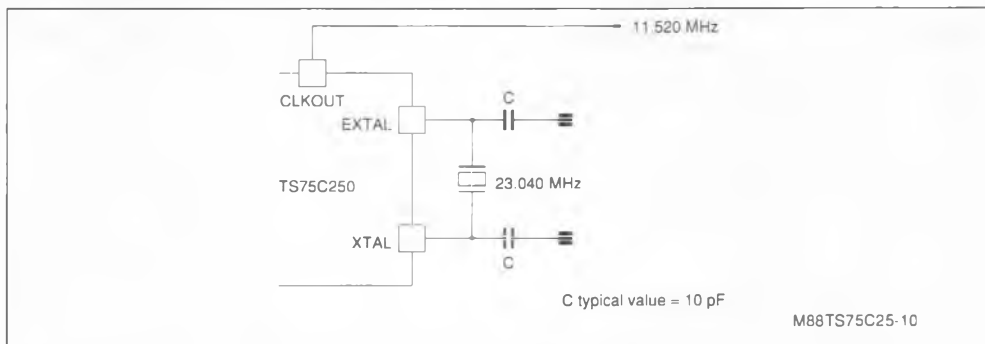 11.520 MHz
CLKOUT
C
EXTAL
TS75C250
23.040 MHz
XTAL
C
C typical value = 10 pF
M88TS75C25-10